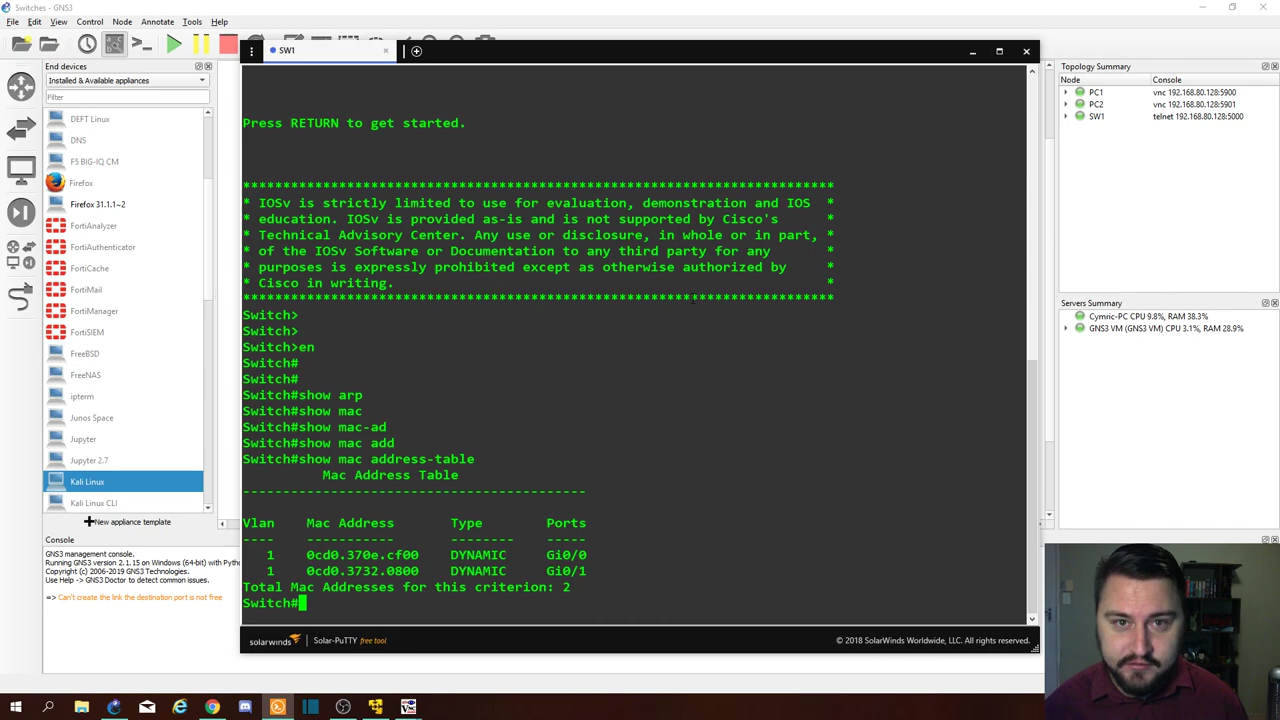 Switches - GNS3
File Edit View Control Node Annotate Tools Help
SW1
End devices
Installed & Available appliances
Filter
DEFT Linux
DNS
F5 BIG-IQ CM
Firefox
Firefox 31.1.1~2
FortiAnalyzer
FortiAuthenticator
FortiCache
FortiMail
FortiManager
FortiSIEM
FreeBSD
FreeNAS
ipterm
Junos Space
Jupyter
Jupyter 2.7
Kali Linux
Kali Linux CLI
New appliance template
Console
GNS3 management console.
Running GNS3 version 2.1.15 on Windows (64-bit) with Pyth
Copyright (c) 2006-2019 GNS3 Technologies.
Use Help -> GNS3 Doctor to detect common issues.
=> Can't create the link the destination port is not free
Press RETURN to get started.
**************************************************************************
* IOSv is strictly limited to use for evaluation, demonstration and IOS  *
* education. IOSv is provided as-is and is not supported by Cisco's      *
* Technical Advisory Center. Any use or disclosure, in whole or in part, *
* of the IOSv Software or Documentation to any third party for any       *
* purposes is expressly prohibited except as otherwise authorized by     *
* Cisco in writing.                                                      *
**************************************************************************
Switch>
Switch>
Switch>en
Switch#
Switch#
Switch#show arp
Switch#show mac
Switch#show mac-ad
Switch#show mac add
Switch#show mac address-table
Mac Address Table
-------------------------------------------
Vlan Mac Address Type Ports
---- ----------- -------- -----
1 0cd0.370e.cf00 DYNAMIC Gi0/0
1 0cd0.3732.0800 DYNAMIC Gi0/1
Total Mac Addresses for this criterion: 2
Switch#
solarwinds Solar-PuTTY free tool © 2018 SolarWinds Worldwide, LLC. All rights reserved.
Topology Summary
Node Console
PC1 vnc 192.168.80.128:5900
PC2 vnc 192.168.80.128:5901
SW1 telnet 192.168.80.128:5000
Servers Summary
Cymric-PC CPU 9.8%, RAM 38.3%
GNS3 VM (GNS3 VM) CPU 3.1%, RAM 28.9%